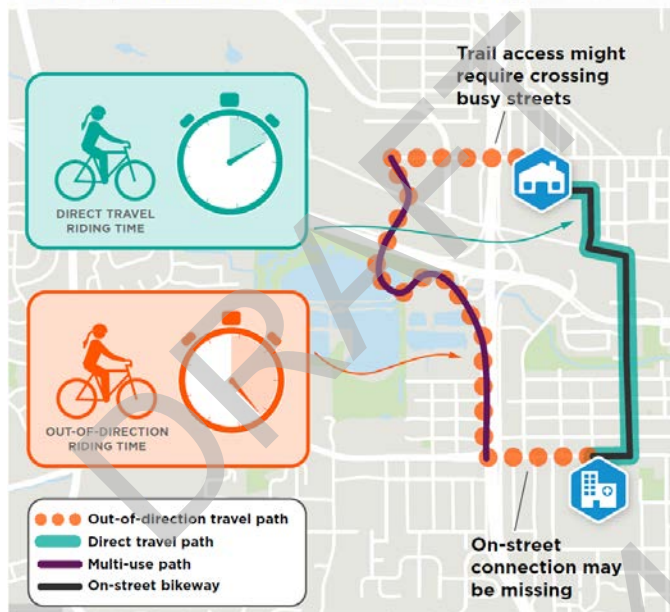 Trail access might
require crossing
busy streets
DIRECT TRAVEL
RIDING TIME
OUT-OF-DIRECTION
RIDING TIME
Out-of-direction travel path
Direct travel path
Multi-use path
On-street bikeway
On-street
connection may
be missing
DRAFT